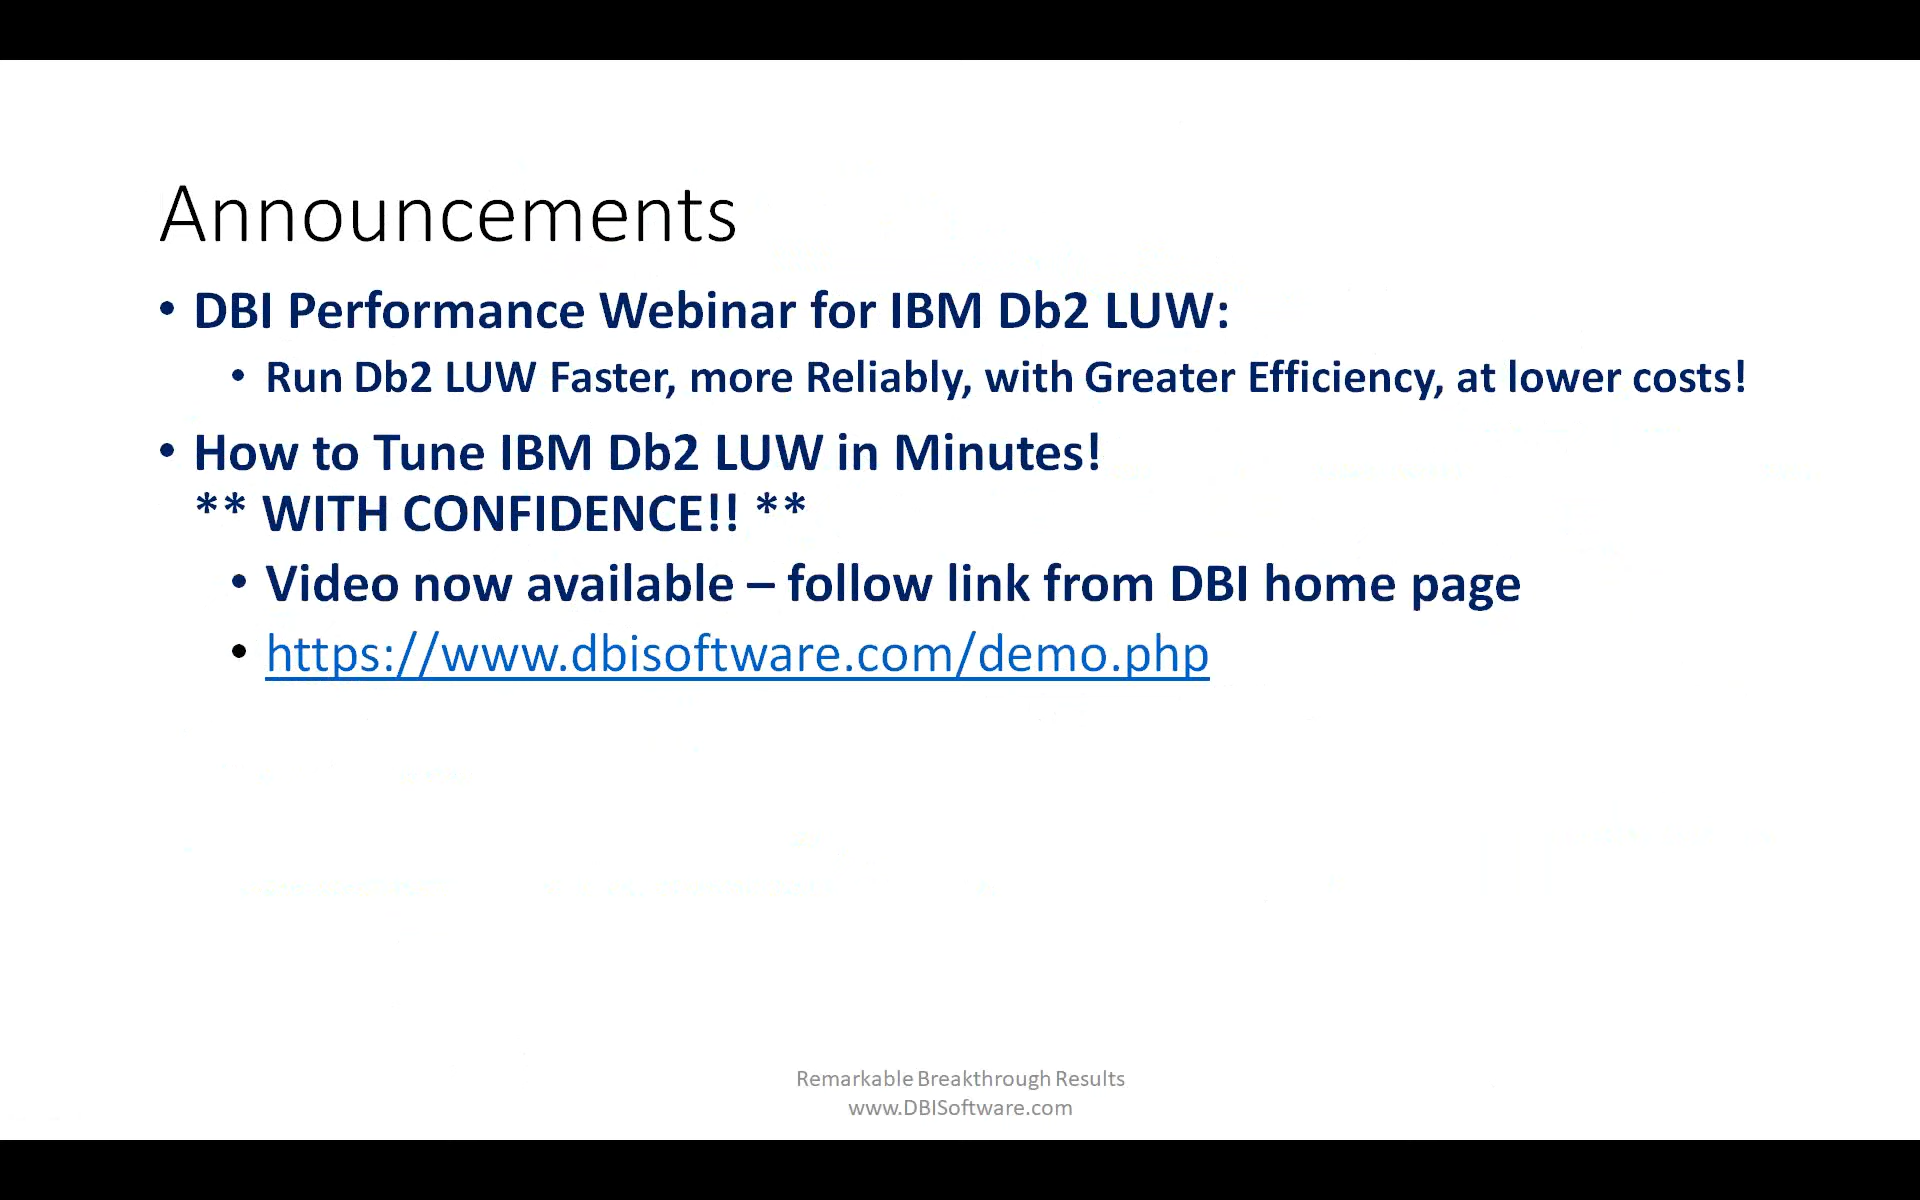 Announcements
• DBI Performance Webinar for IBM Db2 LUW:
• Run Db2 LUW Faster, more Reliably, with Greater Efficiency, at lower costs!
• How to Tune IBM Db2 LUW in Minutes!
** WITH CONFIDENCE!! **
• Video now available – follow link from DBI home page
• https://www.dbisoftware.com/demo.php
Remarkable Breakthrough Results
www.DBISoftware.com